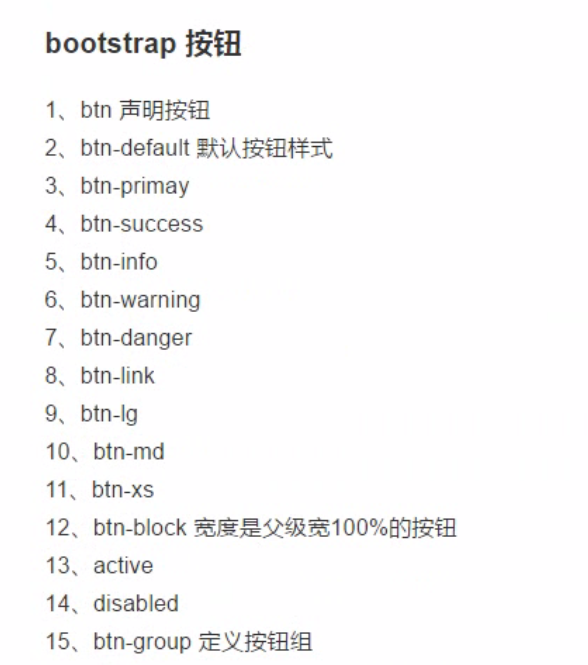 bootstrap 按钮
1、btn 声明按钮
2、btn-default 默认按钮样式
3、btn-primay
4、btn-success
5、btn-info
6、btn-warning
7、btn-danger
8、btn-link
9、btn-lg
10、btn-md
11、btn-xs
12、btn-block 宽度是父级宽100%的按钮
13、active
14、disabled
15、btn-group 定义按钮组